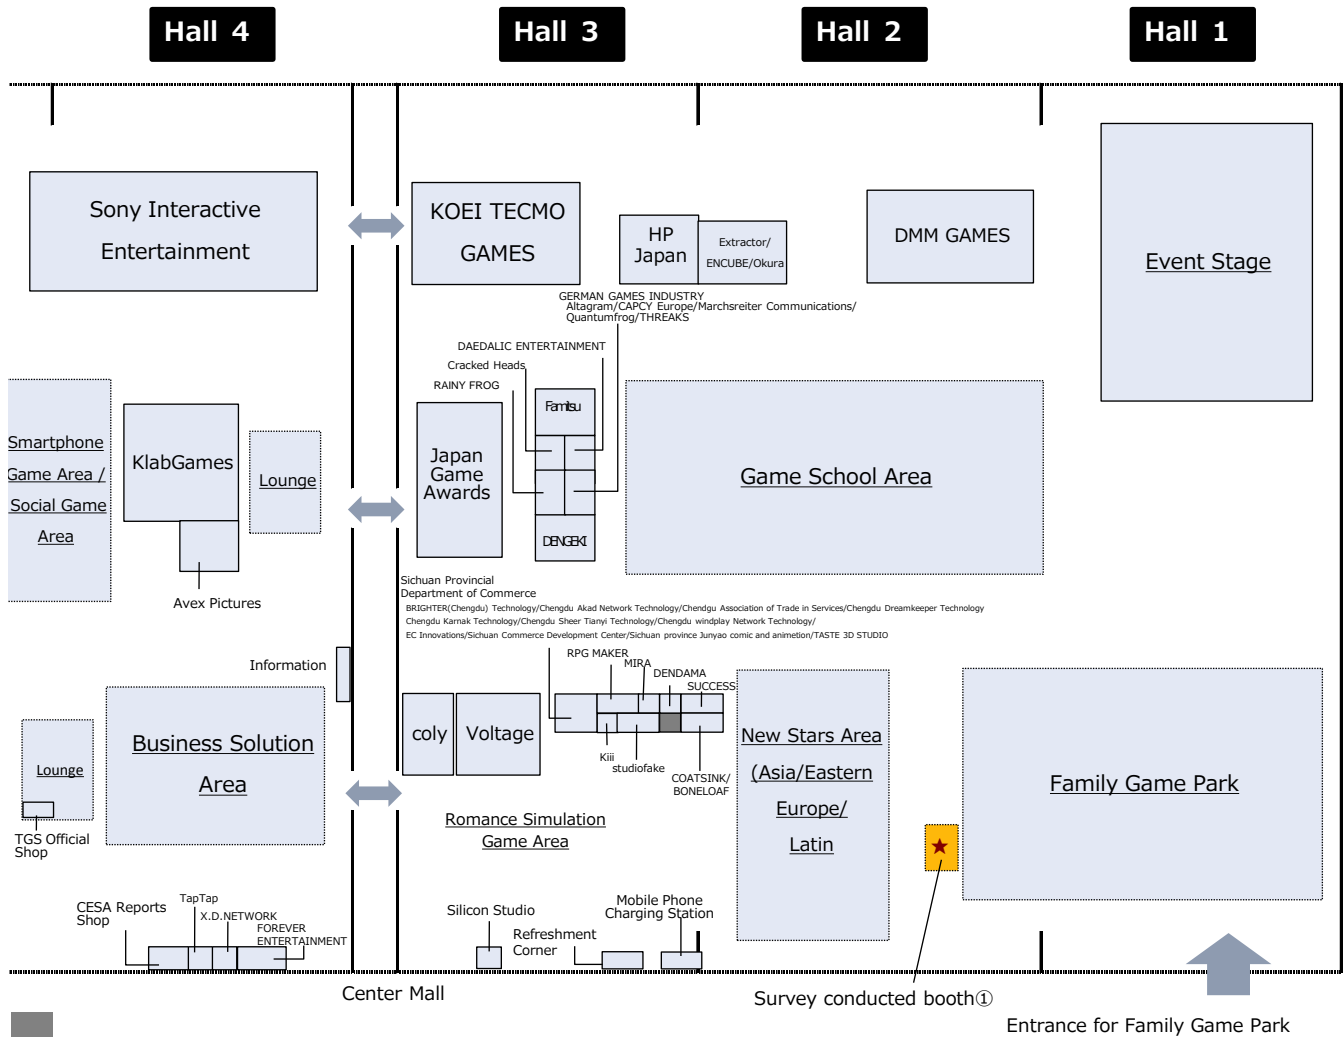 Hall 4
Hall 3
Hall 2
Hall 1
Sony Interactive
Entertainment
KOEI TECMO
GAMES
HP
Japan
Extractor/
ENCUBE/Okura
DMM GAMES
Event Stage
GERMAN GAMES INDUSTRY
Altagram/CAPCY Europe/Marchsreiter Communications/
Quantumfrog/THREAKS
DAEDALIC ENTERTAINMENT
Cracked Heads
RAINY FROG
Famitsu
Smartphone
Game Area /
Social Game
Area
KlabGames
Lounge
Avex Pictures
Japan
Game
Awards
DENGEKI
Game School Area
Sichuan Provincial
Department of Commerce
BRIGHTER(Chengdu) Technology/Chengdu Akad Network Technology/Chendgu Association of Trade in Services/Chengdu Dreamkeeper Technology
Chengdu Karnak Technology/Chengdu Sheer Tianyi Technology/Chengdu windplay Network Technology/
EC Innovations/Sichuan Commerce Development Center/Sichuan province Junyao comic and animetion/TASTE 3D STUDIO
Information
RPG MAKER
MIRA
DENDAMA
SUCCESS
Business Solution
Area
Lounge
TGS Official
Shop
coly
Voltage
Kiii
studiofake
COATSINK/
BONELOAF
New Stars Area
(Asia/Eastern
Europe/
Latin
Family Game Park
Romance Simulation
Game Area
CESA Reports
Shop
TapTap
X.D.NETWORK
FOREVER
ENTERTAINMENT
Silicon Studio
Refreshment
Corner
Mobile Phone
Charging Station
Center Mall
Survey conducted booth①
Entrance for Family Game Park